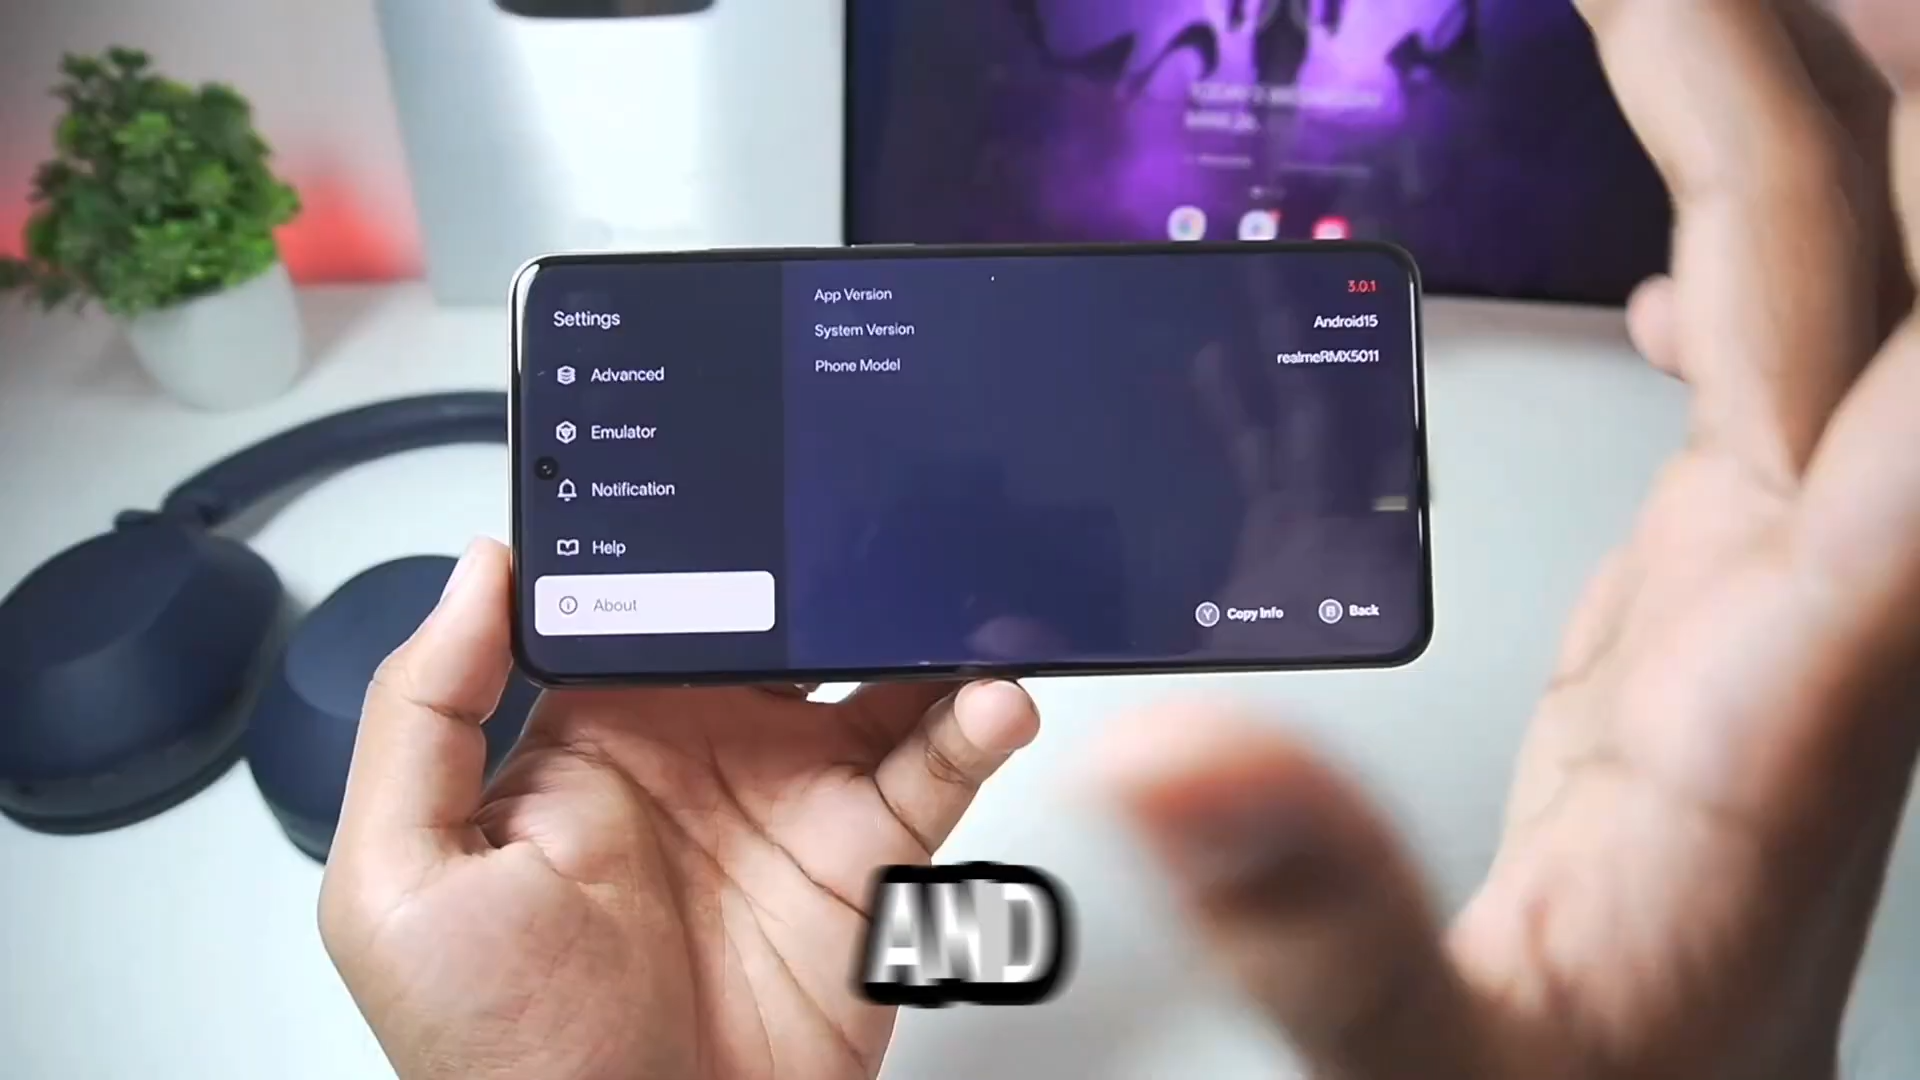 Settings
Advanced
Emulator
Notification
Help
About
App Version 3.0.1
System Version Android15
Phone Model realmeRMX5011
Y Copy Info B Back
AND